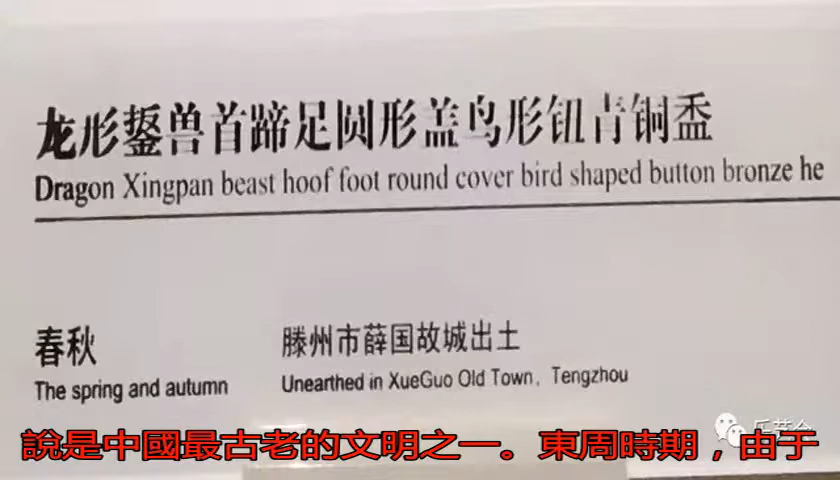 龙形鋬兽首蹄足圆形盖鸟形钮青铜盉
Dragon Xingpan beast hoof foot round cover bird shaped button bronze he
春秋
滕州市薛国故城出土
The spring and autumn
Unearthed in XueGuo Old Town, Tengzhou
說是中國最古老的文明之一。東周時期，由于